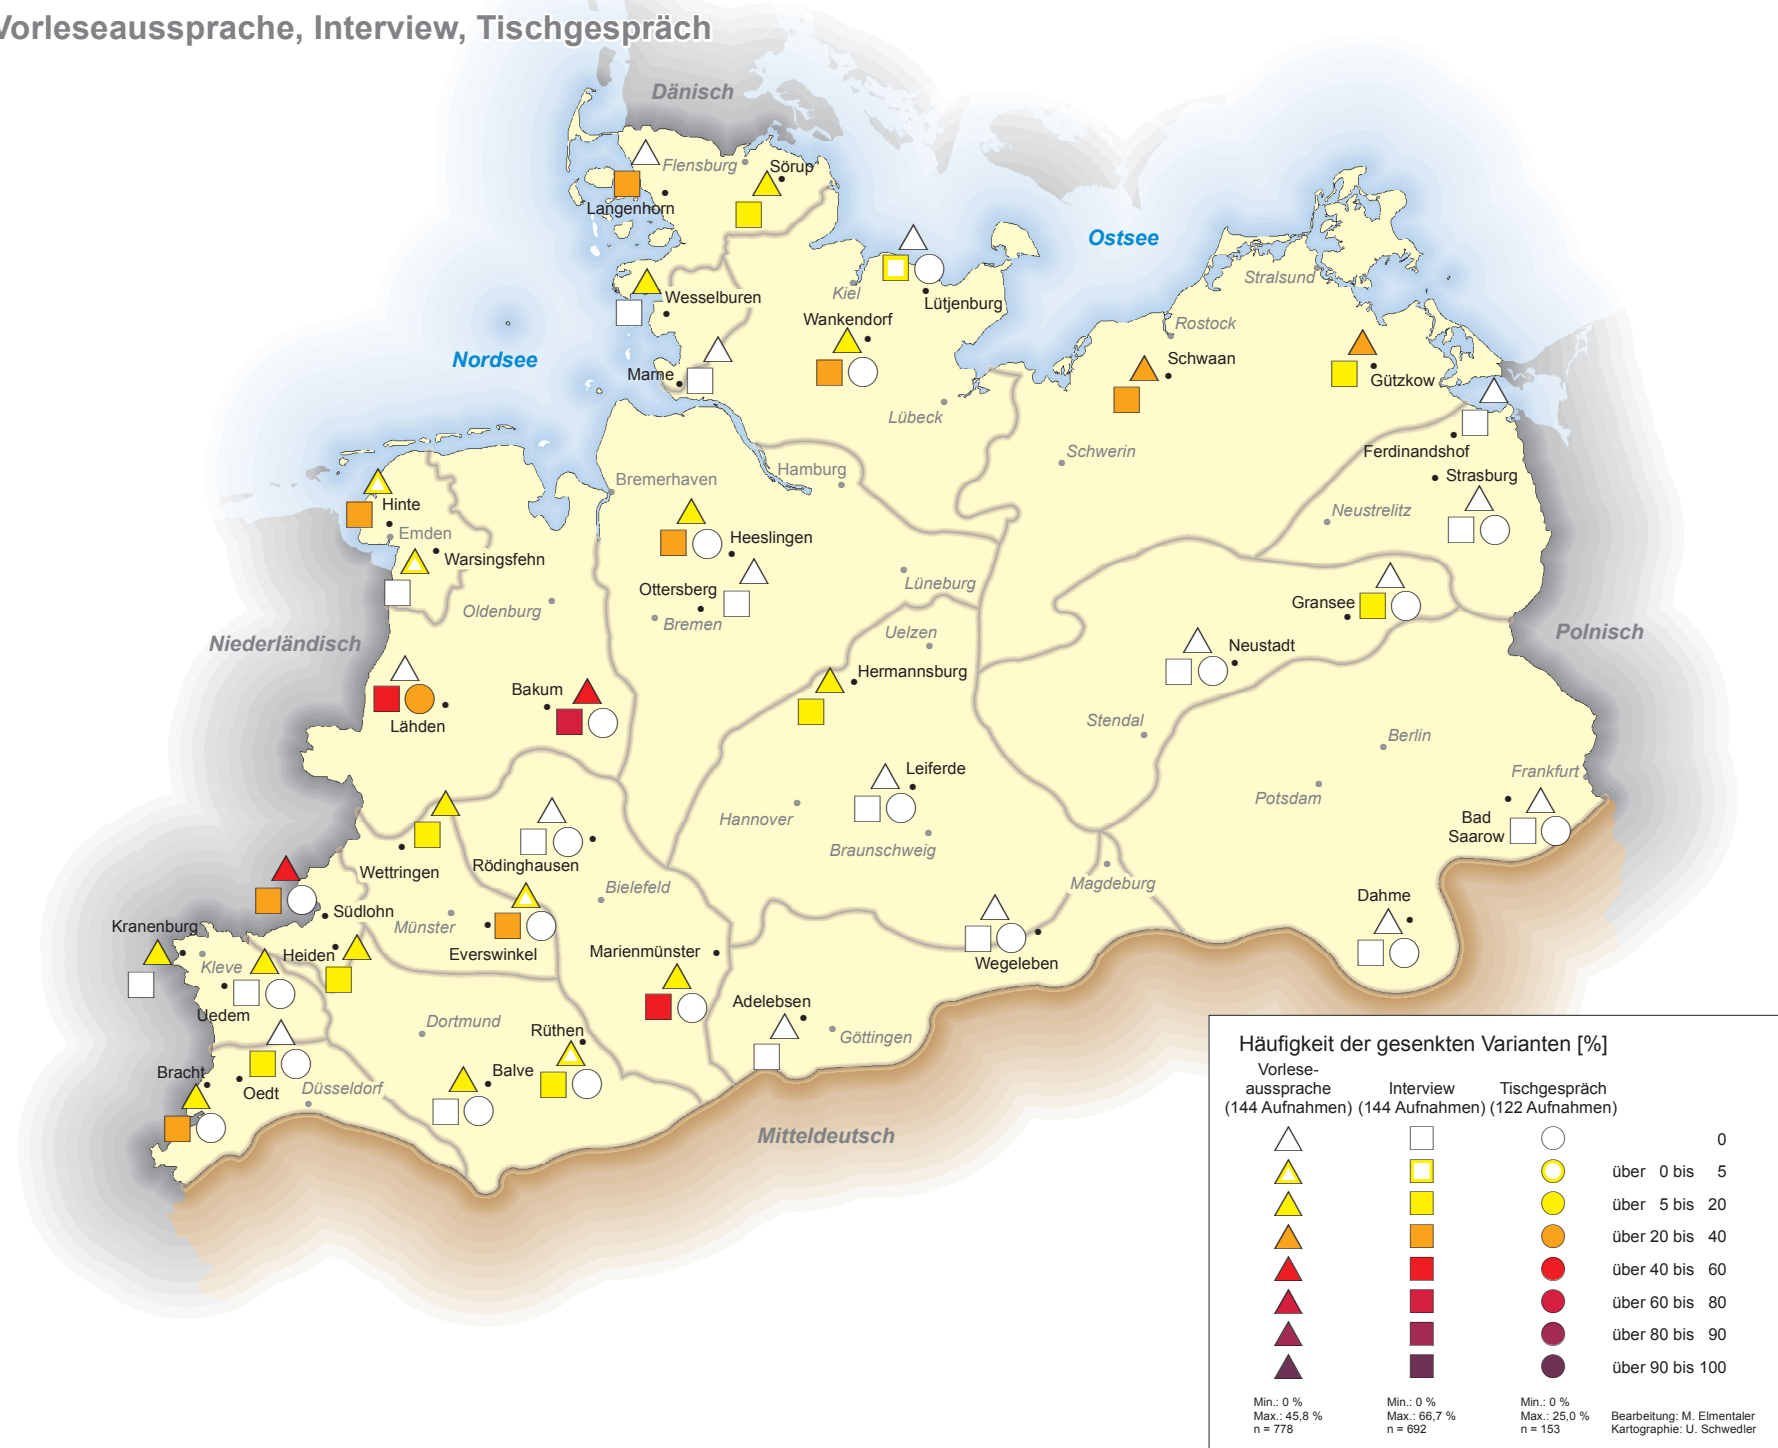 Vorleseaussprache, Interview, Tischgespräch
Dänisch
Flensburg
Sörup
Langenhorn
Ostsee
Stralsund
Kiel
Lütjenburg
Wesselburen
Wankendorf
Rostock
Nordsee
Schwaan
Marne
Gützkow
Lübeck
Ferdinandshof
Schwerin
Hamburg
Bremerhaven
Strasburg
Hinte
Neustrelitz
Emden
Heeslingen
Warsingsfehn
Lüneburg
Ottersberg
Oldenburg
Bremen
Gransee
Uelzen
Niederländisch
Polnisch
Neustadt
Hermannsburg
Bakum
Lähden
Stendal
Berlin
Leiferde
Frankfurt
Potsdam
Hannover
Bad
Saarow
Braunschweig
Wettringen
Rödinghausen
Bielefeld
Magdeburg
Dahme
Südlohn
Kranenburg
Münster
Everswinkel
Heiden
Marienmünster
Kleve
Wegeleben
Uedem
Adelebsen
Dortmund
Rüthen
Göttingen
Bracht
Balve
Oedt
Düsseldorf
Mitteldeutsch
Häufigkeit der gesenkten Varianten [%]
Vorlese-
aussprache Interview Tischgespräch
(144 Aufnahmen) (144 Aufnahmen) (122 Aufnahmen)
0
über 0 bis 5
über 5 bis 20
über 20 bis 40
über 40 bis 60
über 60 bis 80
über 80 bis 90
über 90 bis 100
Min.: 0 % Min.: 0 % Min.: 0 %
Max.: 45,8 % Max.: 66,7 % Max.: 25,0 % Bearbeitung: M. Elmentaler
n = 778 n = 692 n = 153 Kartographie: U. Schwedler